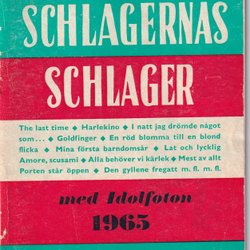 SCHLAGERNAS
SCHLAGER
The last time ◆ Harlekino ◆ I natt jag drömde något
som... ◆ Goldfinger ◆ En röd blomma till en blond
flicka ◆ Mina första barndomsår ◆ Lat och lycklig
Amore, scusami ◆ Alla behöver vi kärlek ◆ Mest av allt
Porten står öppen ◆ Den gyllene fregatt m. fl. m. fl.
med Idolfoton
1965